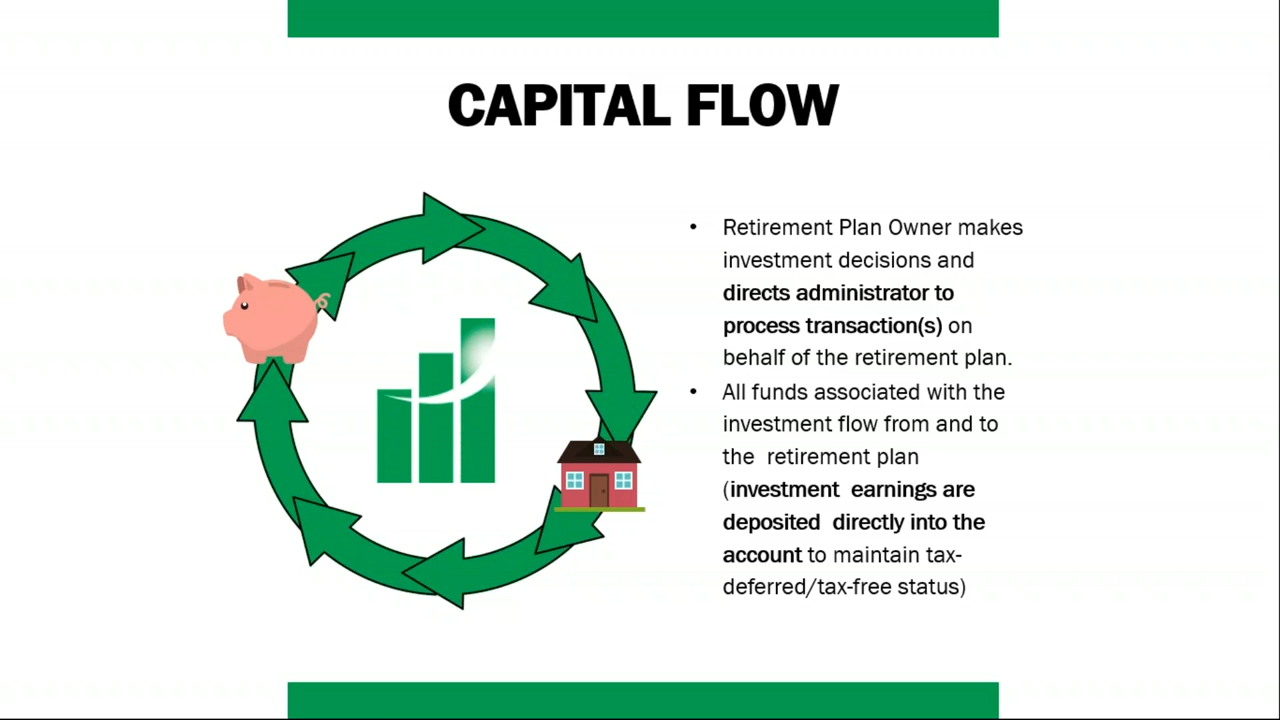 CAPITAL FLOW
• Retirement Plan Owner makes
investment decisions and
directs administrator to
process transaction(s) on
behalf of the retirement plan.
• All funds associated with the
investment flow from and to
the retirement plan
(investment earnings are
deposited directly into the
account to maintain tax-
deferred/tax-free status)